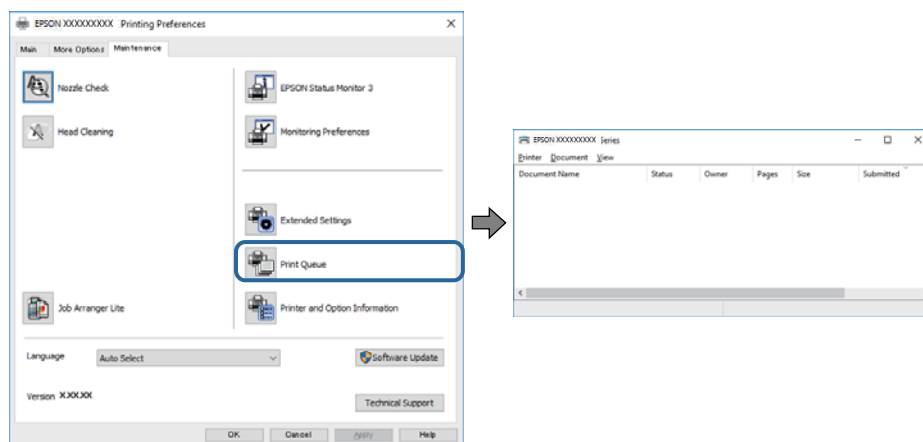 EPSON XXXXXXXXX Printing Preferences
Main More Options Maintenance
Nozzle Check
Head Cleaning
Job Arranger Lite
EPSON Status Monitor 3
Monitoring Preferences
Extended Settings
Print Queue
Printer and Option Information
Language Auto Select
Software Update
Version X.XX.XX
Technical Support
OK Cancel Apply Help
EPSON XXXXXXXXX Series
Printer Document View
Document Name Status Owner Pages Size Submitted